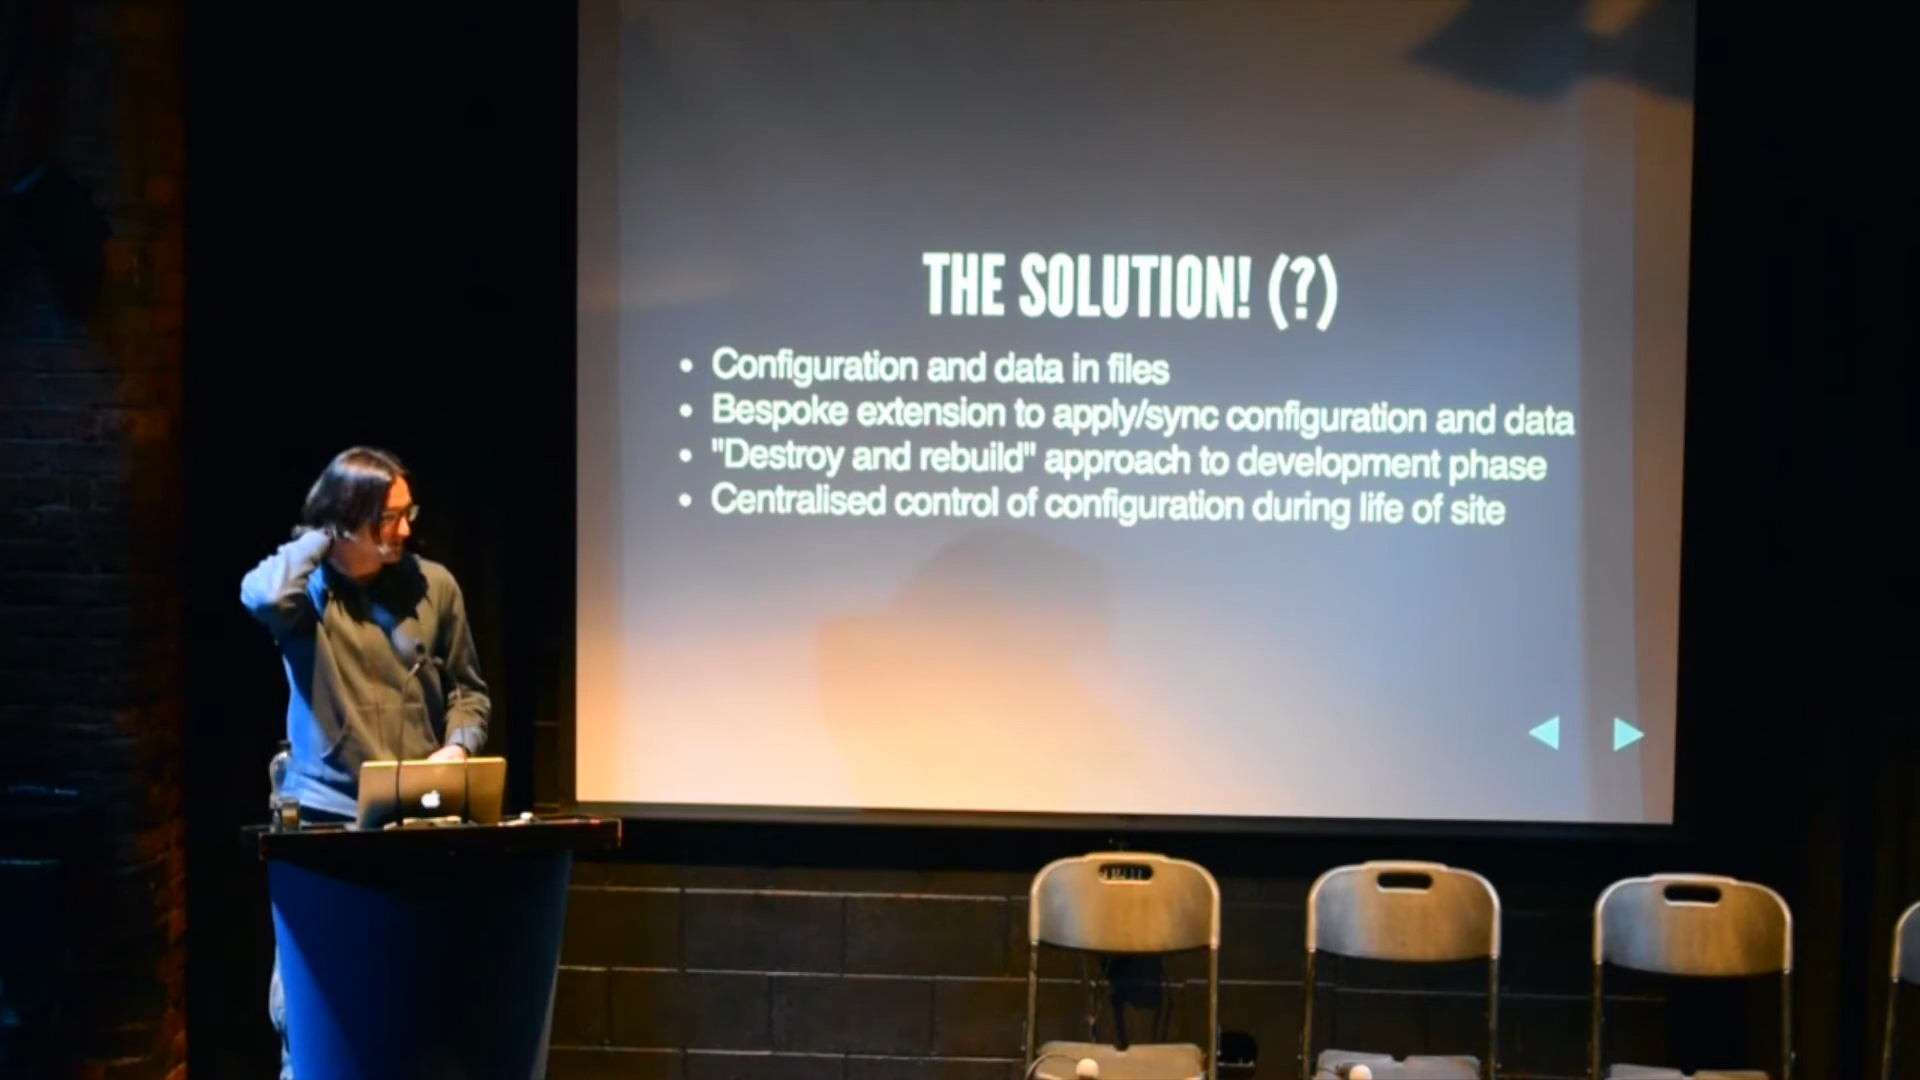 THE SOLUTION! (?)
• Configuration and data in files
• Bespoke extension to apply/sync configuration and data
• "Destroy and rebuild" approach to development phase
• Centralised control of configuration during life of site